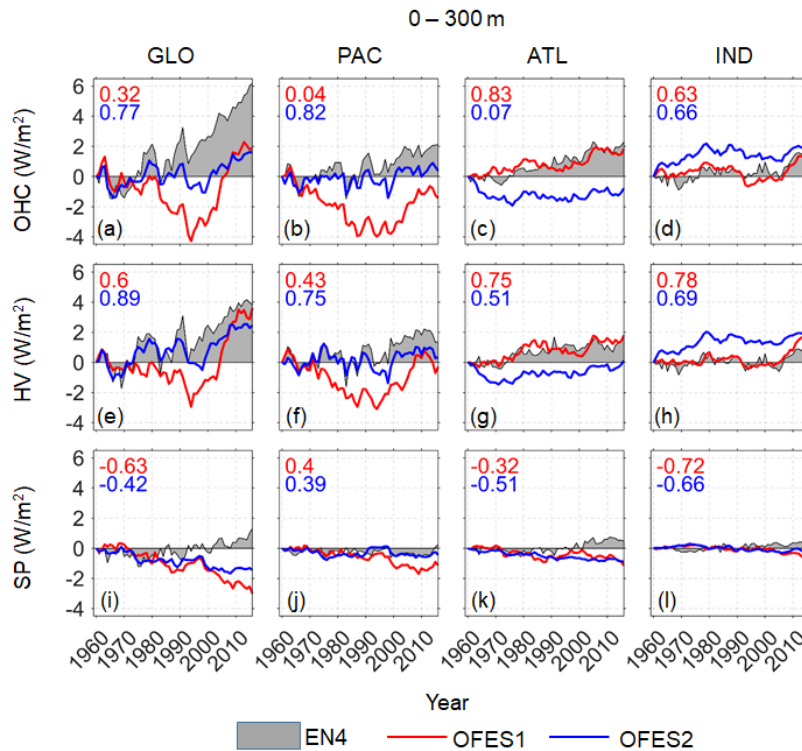 0 – 300 m
GLO PAC ATL IND
OHC (W/m²)
6
4
2
0
-2
-4
0.32
0.77
(a)
0.04
0.82
(b)
0.83
0.07
(c)
0.63
0.66
(d)
HV (W/m²)
6
4
2
0
-2
-4
0.6
0.89
(e)
0.43
0.75
(f)
0.75
0.51
(g)
0.78
0.69
(h)
SP (W/m²)
6
4
2
0
-2
-4
-0.63
-0.42
(i)
0.4
0.39
(j)
-0.32
-0.51
(k)
-0.72
-0.66
(l)
1960 1970 1980 1990 2000 2010 1960 1970 1980 1990 2000 2010 1960 1970 1980 1990 2000 2010 1960 1970 1980 1990 2000 2010
Year
EN4 OFES1 OFES2